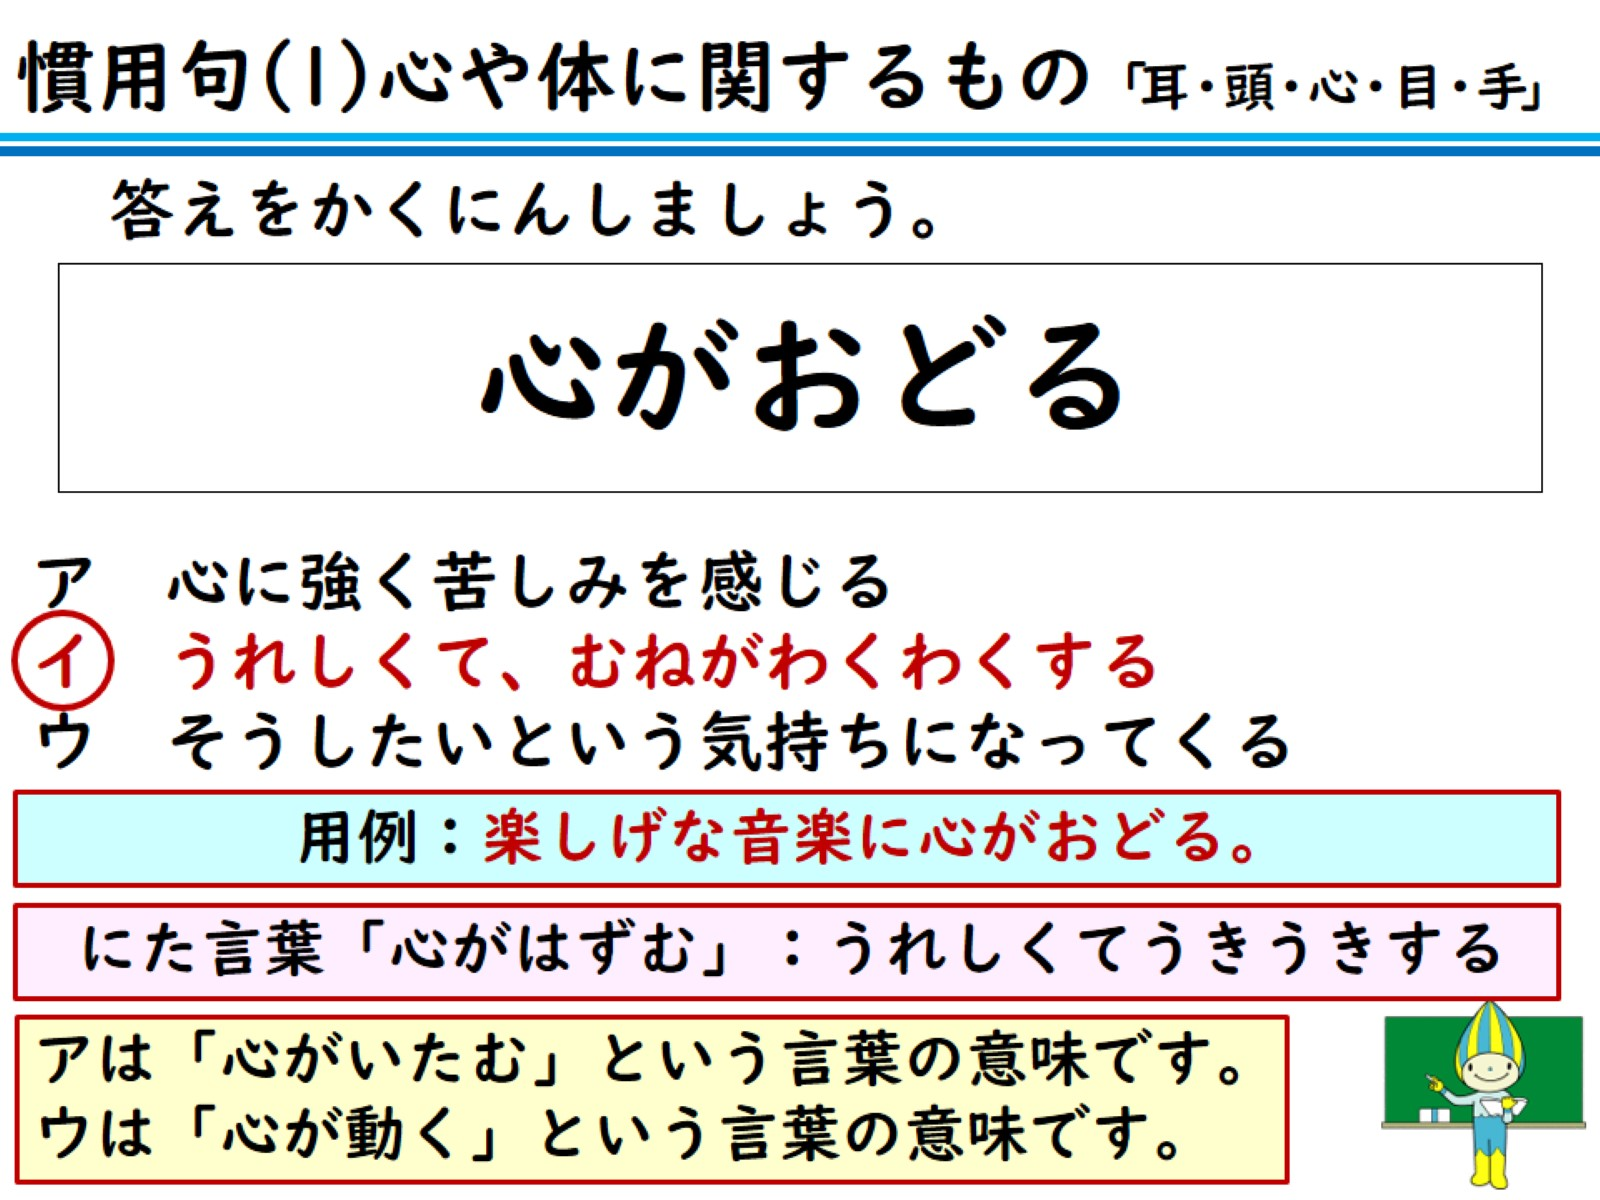 慣用句(1)心や体に関するもの「耳・頭・心・目・手」
答えをかくにんしましょう。
心がおどる
ア　心に強く苦しみを感じる
イ　うれしくて、むねがわくわくする
ウ　そうしたいという気持ちになってくる
用例：楽しげな音楽に心がおどる。
にた言葉「心がはずむ」：うれしくてうきうきする
アは「心がいたむ」という言葉の意味です。
ウは「心が動く」という言葉の意味です。